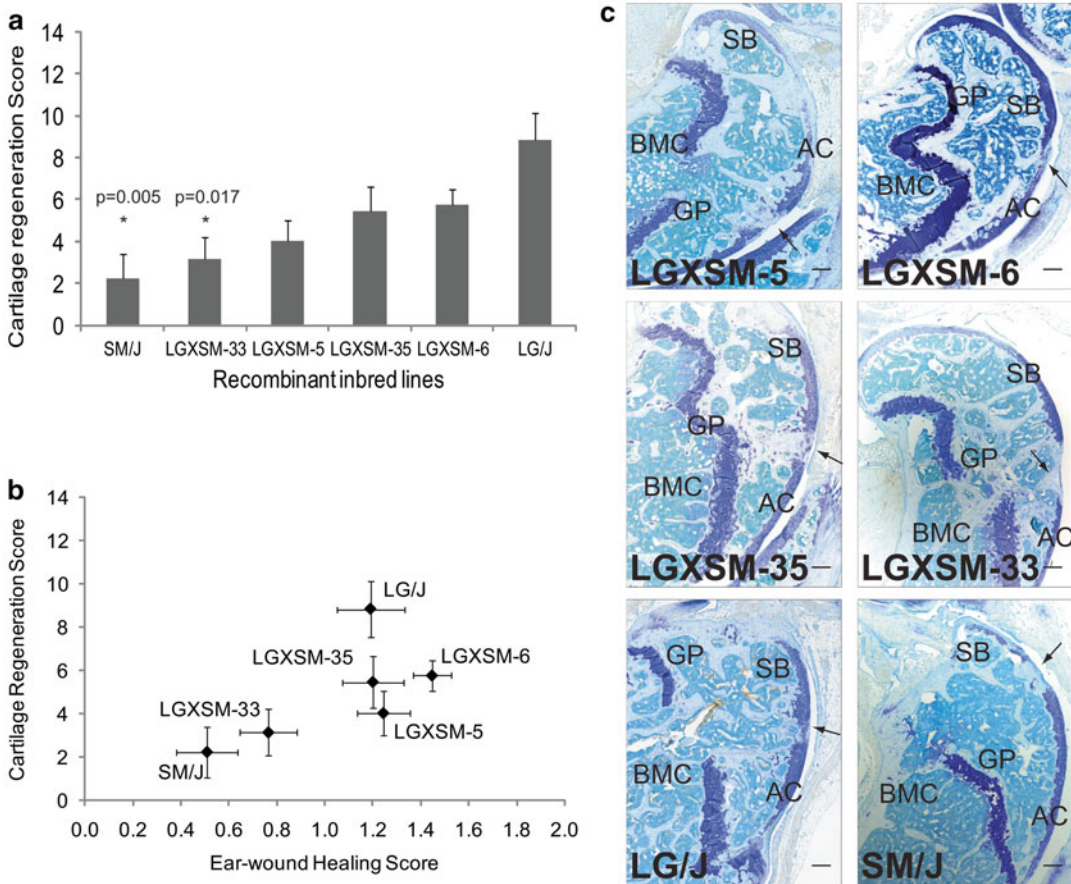 a
Cartilage regeneration Score
14
12
10
8
6
4
2
0
p=0.005
*
p=0.017
*
SM/J LGXSM-33 LGXSM-5 LGXSM-35 LGXSM-6 LG/J
Recombinant inbred lines
b
Cartilage Regeneration Score
14
12
10
8
6
4
2
0
LG/J
LGXSM-35
LGXSM-6
LGXSM-33
LGXSM-5
SM/J
0.0 0.2 0.4 0.6 0.8 1.0 1.2 1.4 1.6 1.8 2.0
Ear-wound Healing Score
c
SB
BMC
AC
GP
LGXSM-5
GP
SB
BMC
AC
LGXSM-6
SB
GP
BMC
AC
LGXSM-35
SB
GP
BMC
AC
LGXSM-33
GP
SB
BMC
AC
LG/J
SB
GP
BMC
AC
SM/J